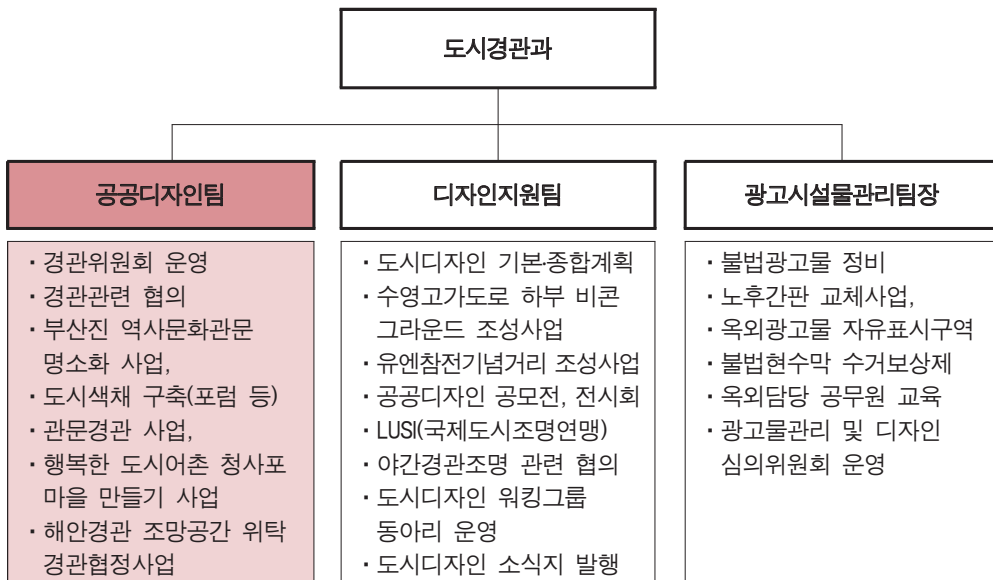 도시경관과
공공디자인팀
· 경관위원회 운영
· 경관관련 협의
· 부산진 역사문화관문
명소화 사업,
· 도시색채 구축(포럼 등)
· 관문경관 사업,
· 행복한 도시어촌 청사포
마을 만들기 사업
· 해안경관 조망공간 위탁
경관협정사업
디자인지원팀
· 도시디자인 기본·종합계획
· 수영고가도로 하부 비콘
그라운드 조성사업
· 유엔참전기념거리 조성사업
· 공공디자인 공모전, 전시회
· LUSI(국제도시조명연맹)
· 야간경관조명 관련 협의
· 도시디자인 워킹그룹
동아리 운영
· 도시디자인 소식지 발행
광고시설물관리팀장
· 불법광고물 정비
· 노후간판 교체사업,
· 옥외광고물 자유표시구역
· 불법현수막 수거보상제
· 옥외담당 공무원 교육
· 광고물관리 및 디자인
심의위원회 운영